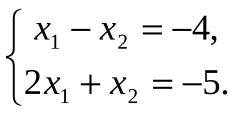 x₁ − x₂ = −4,
2x₁ + x₂ = −5.